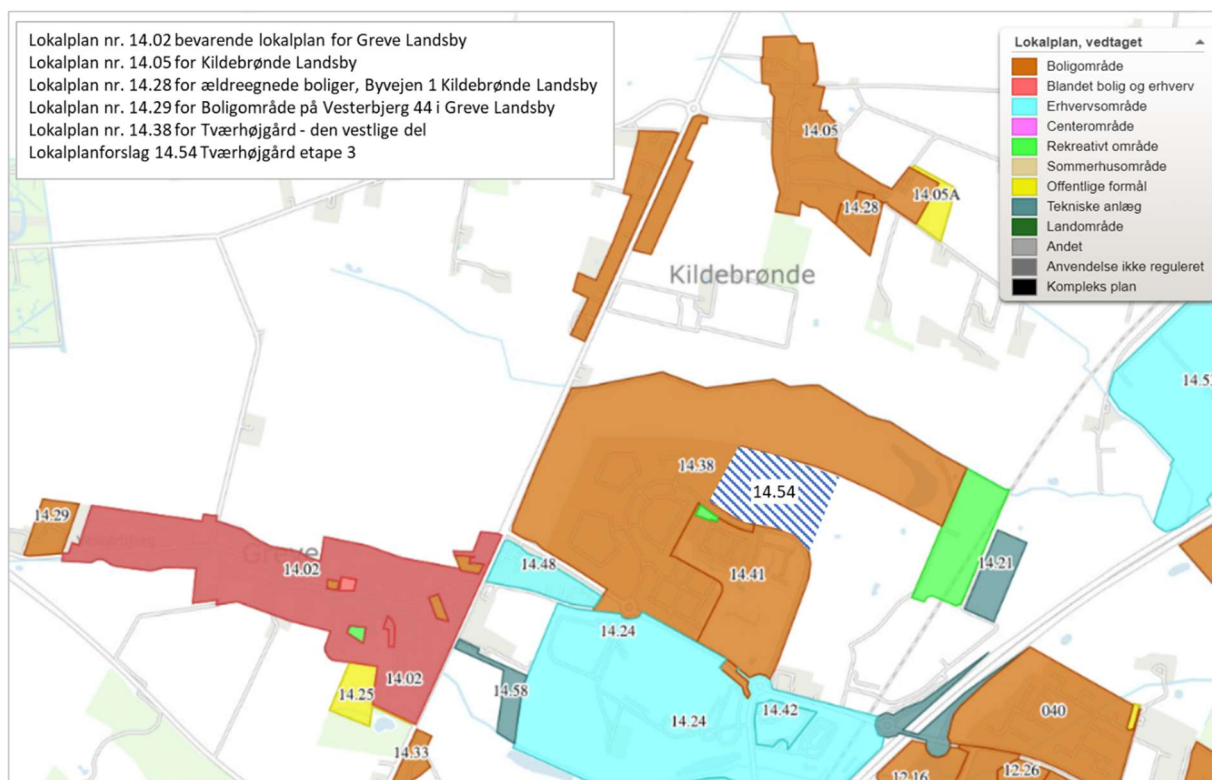 Lokalplan nr. 14.02 bevarende lokalplan for Greve Landsby
Lokalplan nr. 14.05 for Kildebrønde Landsby
Lokalplan nr. 14.28 for ældreegnede boliger, Byvejen 1 Kildebrønde Landsby
Lokalplan nr. 14.29 for Boligområde på Vesterbjerg 44 i Greve Landsby
Lokalplan nr. 14.38 for Tværhøjgård - den vestlige del
Lokalplanforslag 14.54 Tværhøjgård etape 3
Lokalplan, vedtaget
Boligområde
Blandet bolig og erhverv
Erhvervsområde
Centerområde
Rekreativt område
Sommerhusområde
Offentlige formål
Tekniske anlæg
Landområde
Andet
Anvendelse ikke reguleret
Kompleks plan
14.05
14.05A
14.28
Kildebrønde
14.38
14.54
14.29
Greve
14.02
14.48
14.41
14.21
14.24
14.02
14.25
14.58
14.24
14.42
040
14.33
12.16
12.26